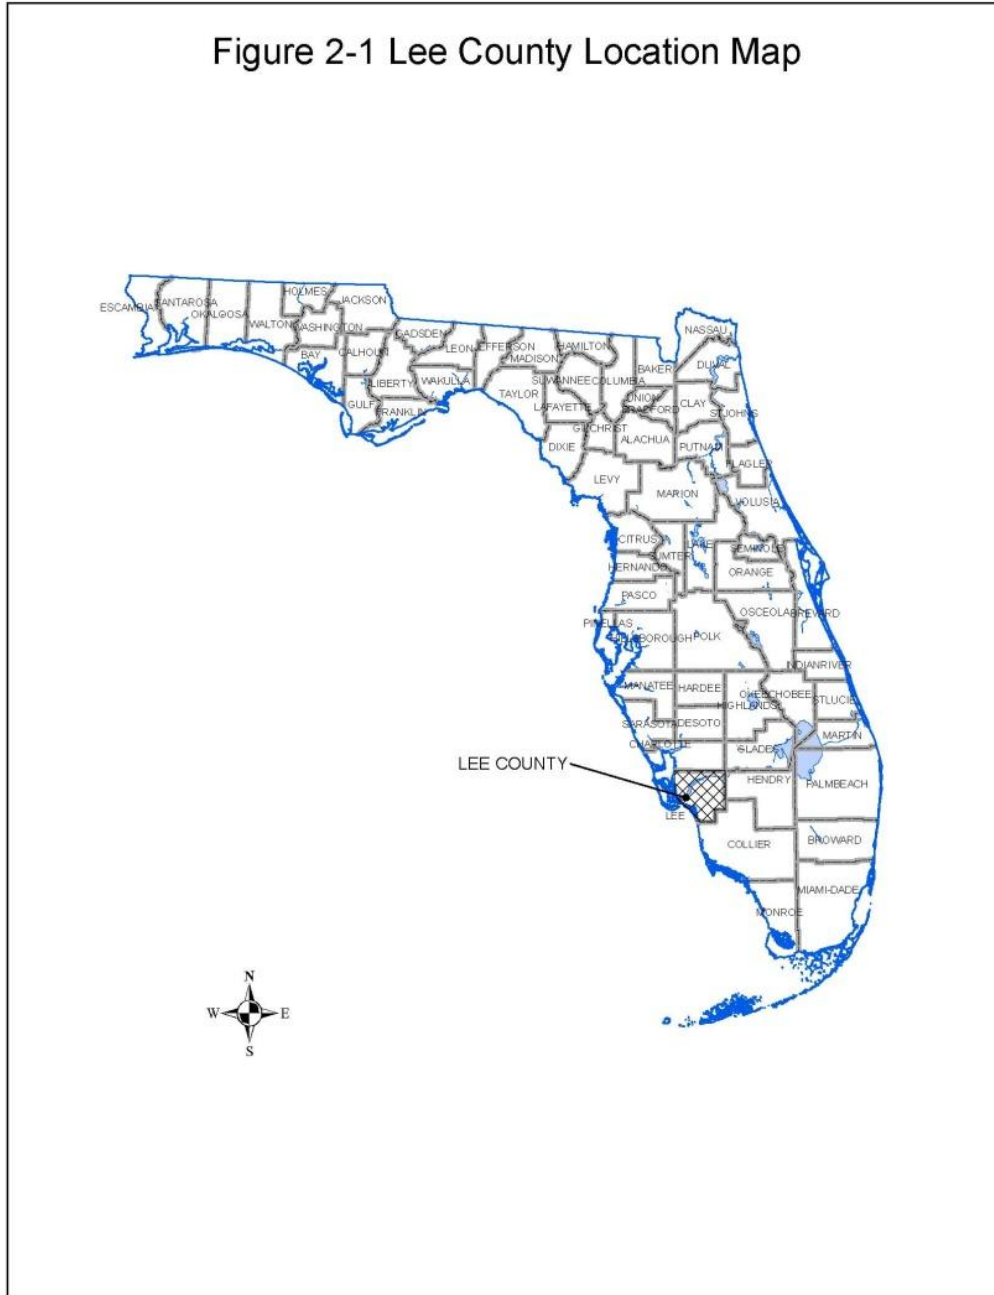 Figure 2-1 Lee County Location Map
ESCAMBIA
SANTAROSA
OKALOOSA
WALTON
HOLMES
JACKSON
WASHINGTON
BAY
CALHOUN
GULF
LIBERTY
GADSDEN
LEON
WAKULLA
FRANKLIN
JEFFERSON
MADISON
TAYLOR
HAMILTON
SUWANNEE
COLUMBIA
LAFAYETTE
DIXIE
GILCHRIST
BAKER
UNION
BRADFORD
ALACHUA
NASSAU
DUVAL
CLAY
STJOHNS
PUTNAM
FLAGLER
LEVY
MARION
VOLUSIA
CITRUS
SUMTER
LAKE
SEMINOLE
HERNANDO
ORANGE
PASCO
OSCEOLA
BREVARD
PINELLAS
HILLSBOROUGH
POLK
INDIANRIVER
MANATEE
HARDEE
HIGHLANDS
OKEECHOBEE
STLUCIE
SARASOTA
DESOTO
MARTIN
CHARLOTTE
GLADES
LEE COUNTY
HENDRY
PALMBEACH
LEE
COLLIER
BROWARD
MIAMI-DADE
MONROE
N
W
E
S